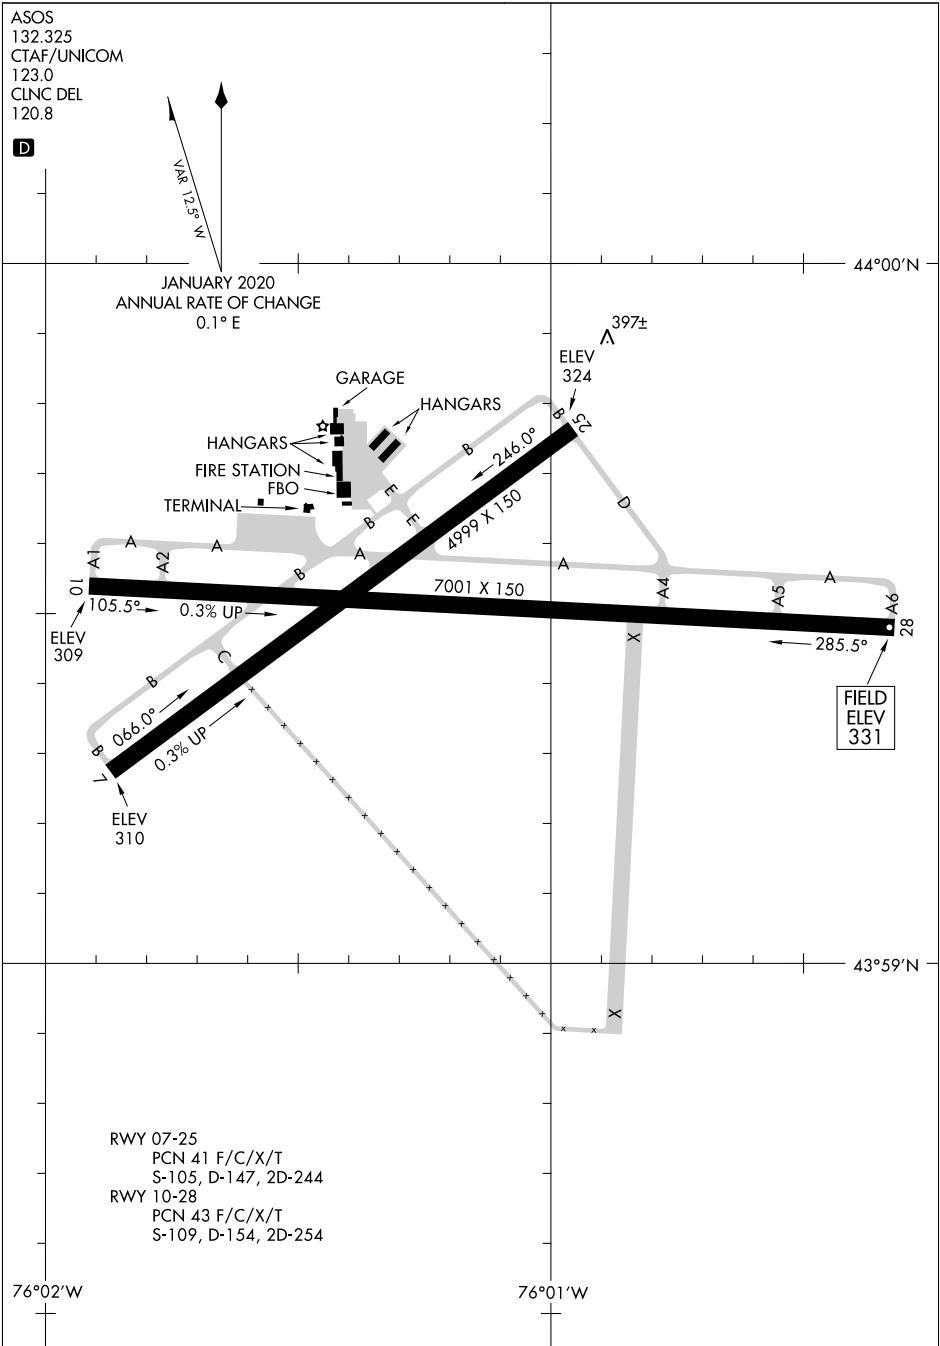 ASOS
132.325
CTAF/UNICOM
123.0
CLNC DEL
120.8
D
VAR 12.5° W
JANUARY 2020
ANNUAL RATE OF CHANGE
0.1° E
44°00'N
397±
ELEV
324
GARAGE
HANGARS
HANGARS
FIRE STATION
FBO
TERMINAL
B
25
B
246.0°
4999 X 150
E
E
B
D
A1
A
A2
A
B
A
A
A4
A5
A
A6
10
105.5°
0.3% UP
7001 X 150
28
285.5°
X
ELEV
309
FIELD
ELEV
331
C
B
066.0°
0.3% UP
B
7
ELEV
310
43°59'N
X
x x
RWY 07-25
PCN 41 F/C/X/T
S-105, D-147, 2D-244
RWY 10-28
PCN 43 F/C/X/T
S-109, D-154, 2D-254
76°02'W
76°01'W